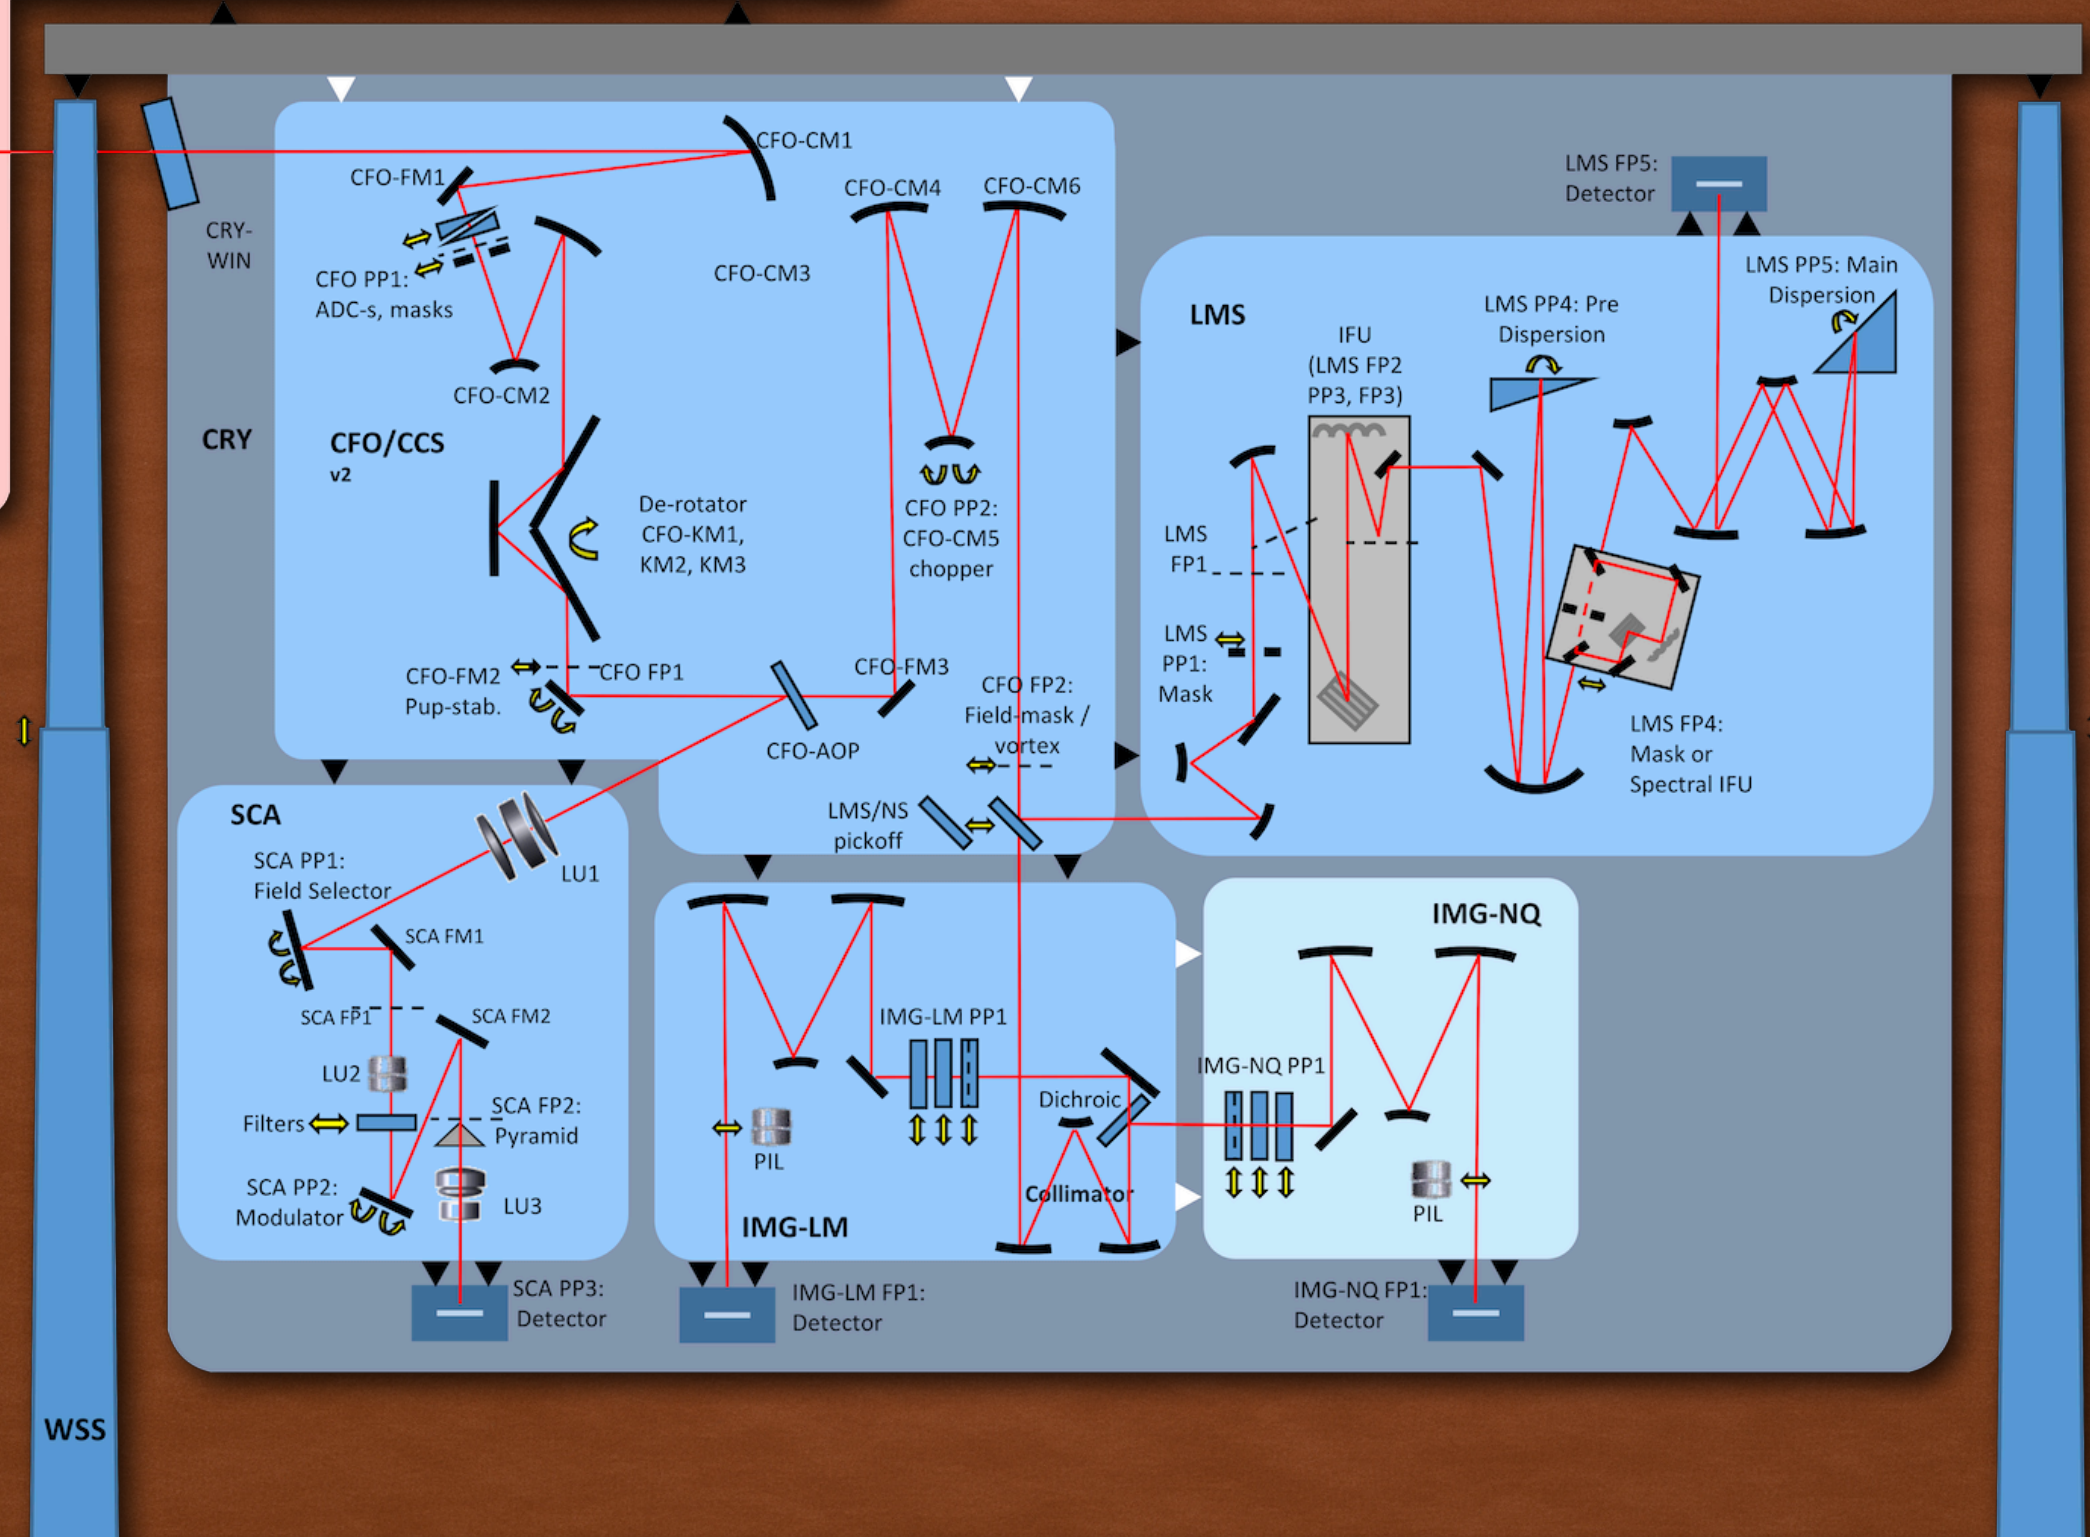 CFO-CM1
CFO-FM1
CRY-
WIN
CFO PP1:
ADC-s, masks
CFO-CM2
CFO-CM3
CFO-CM4
CFO-CM6
CRY
CFO/CCS
v2
De-rotator
CFO-KM1,
KM2, KM3
CFO PP2:
CFO-CM5
chopper
CFO-FM2
Pup-stab.
CFO FP1
CFO-FM3
CFO-AOP
CFO FP2:
Field-mask /
vortex
LMS/NS
pickoff
LMS FP5:
Detector
LMS
IFU
(LMS FP2
PP3, FP3)
LMS PP4: Pre
Dispersion
LMS PP5: Main
Dispersion
LMS
FP1
LMS
PP1:
Mask
LMS FP4:
Mask or
Spectral IFU
SCA
SCA PP1:
Field Selector
LU1
SCA FM1
SCA FP1
SCA FM2
LU2
Filters
SCA FP2:
Pyramid
SCA PP2:
Modulator
LU3
SCA PP3:
Detector
IMG-LM PP1
Dichroic
PIL
Collimator
IMG-LM
IMG-LM FP1:
Detector
IMG-NQ
IMG-NQ PP1
PIL
IMG-NQ FP1:
Detector
WSS